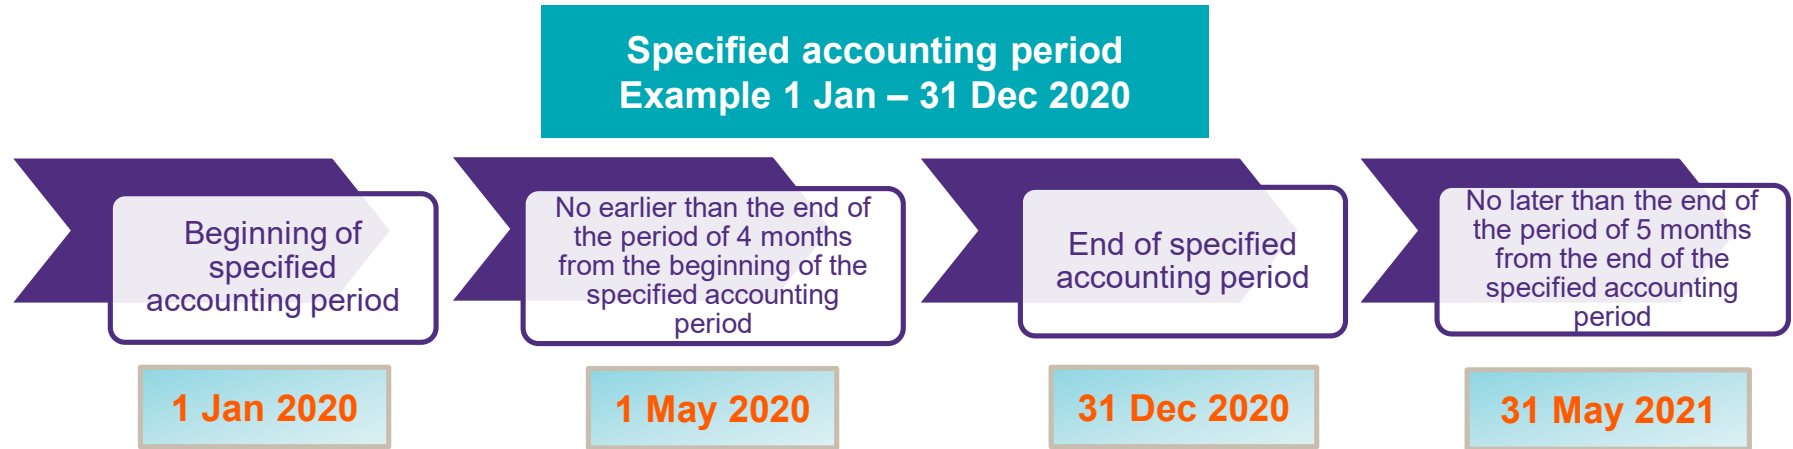 Specified accounting period
Example 1 Jan – 31 Dec 2020
Beginning of
specified
accounting period
No earlier than the end of
the period of 4 months
from the beginning of the
specified accounting
period
End of specified
accounting period
No later than the end of
the period of 5 months
from the end of the
specified accounting
period
1 Jan 2020
1 May 2020
31 Dec 2020
31 May 2021